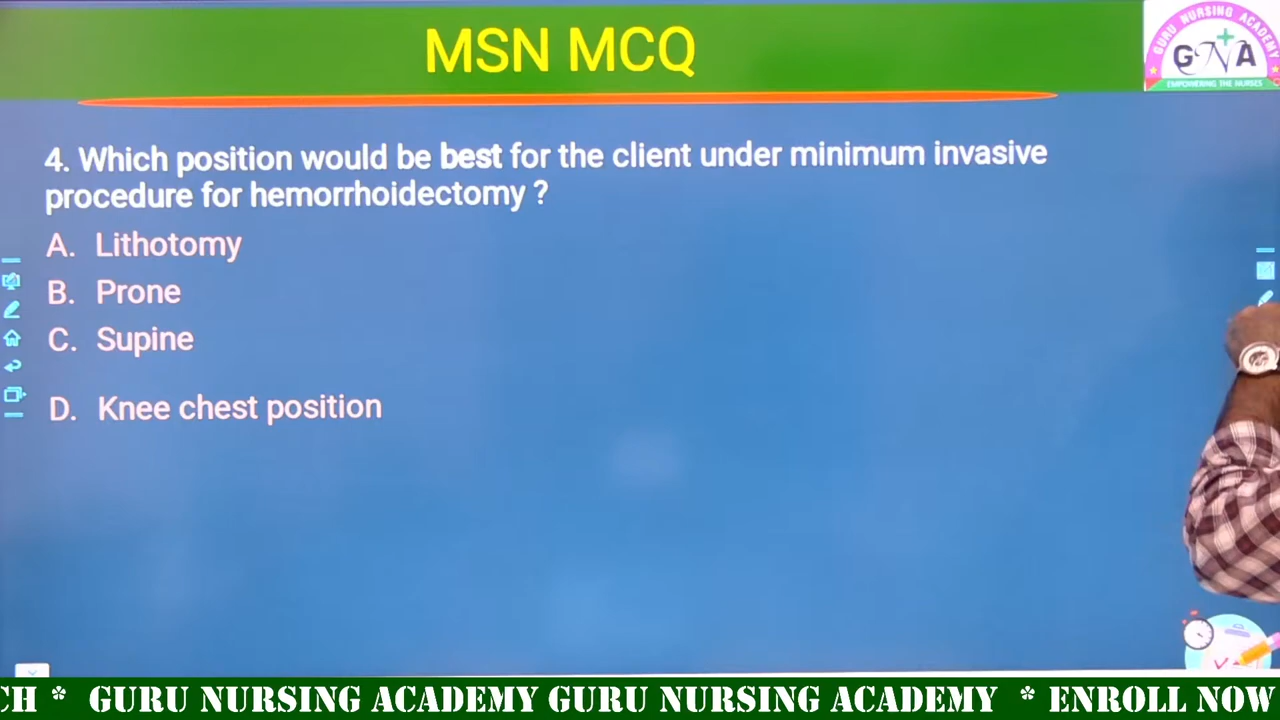 MSN MCQ
GURU NURSING ACADEMY
GNA
EMPOWERING THE NURSES
4. Which position would be best for the client under minimum invasive
procedure for hemorrhoidectomy ?
A. Lithotomy
B. Prone
C. Supine
D. Knee chest position
CH * GURU NURSING ACADEMY GURU NURSING ACADEMY * ENROLL NOW